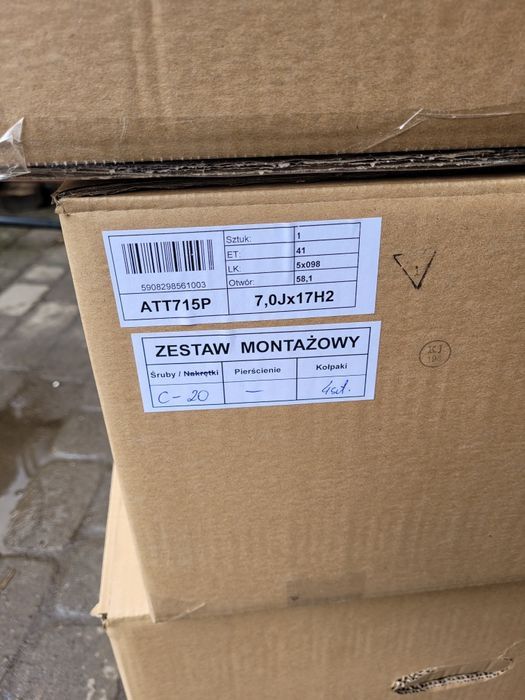 Sztuk: 1
ET: 41
LK: 5x098
Otwór: 58,1
5908298561003
ATT715P 7,0Jx17H2
ZESTAW MONTAŻOWY
Śruby / Nakrętki Pierścienie Kołpaki
C-20 — 4szt.